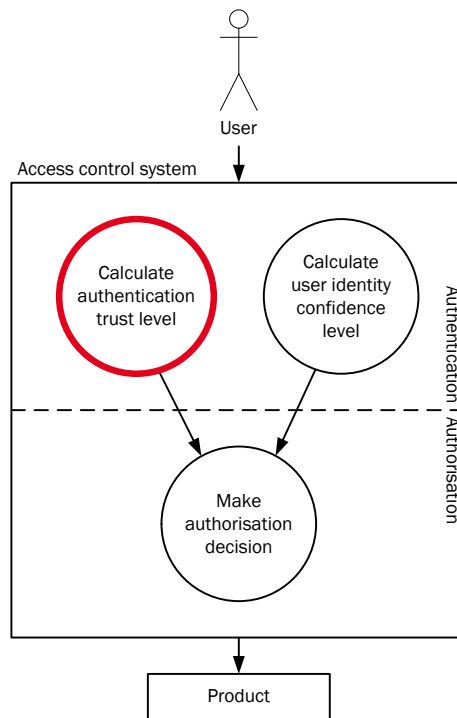 User
Access control system
Calculate
authentication
trust level
Calculate
user identity
confidence
level
Authentication
Authorisation
Make
authorisation
decision
Product